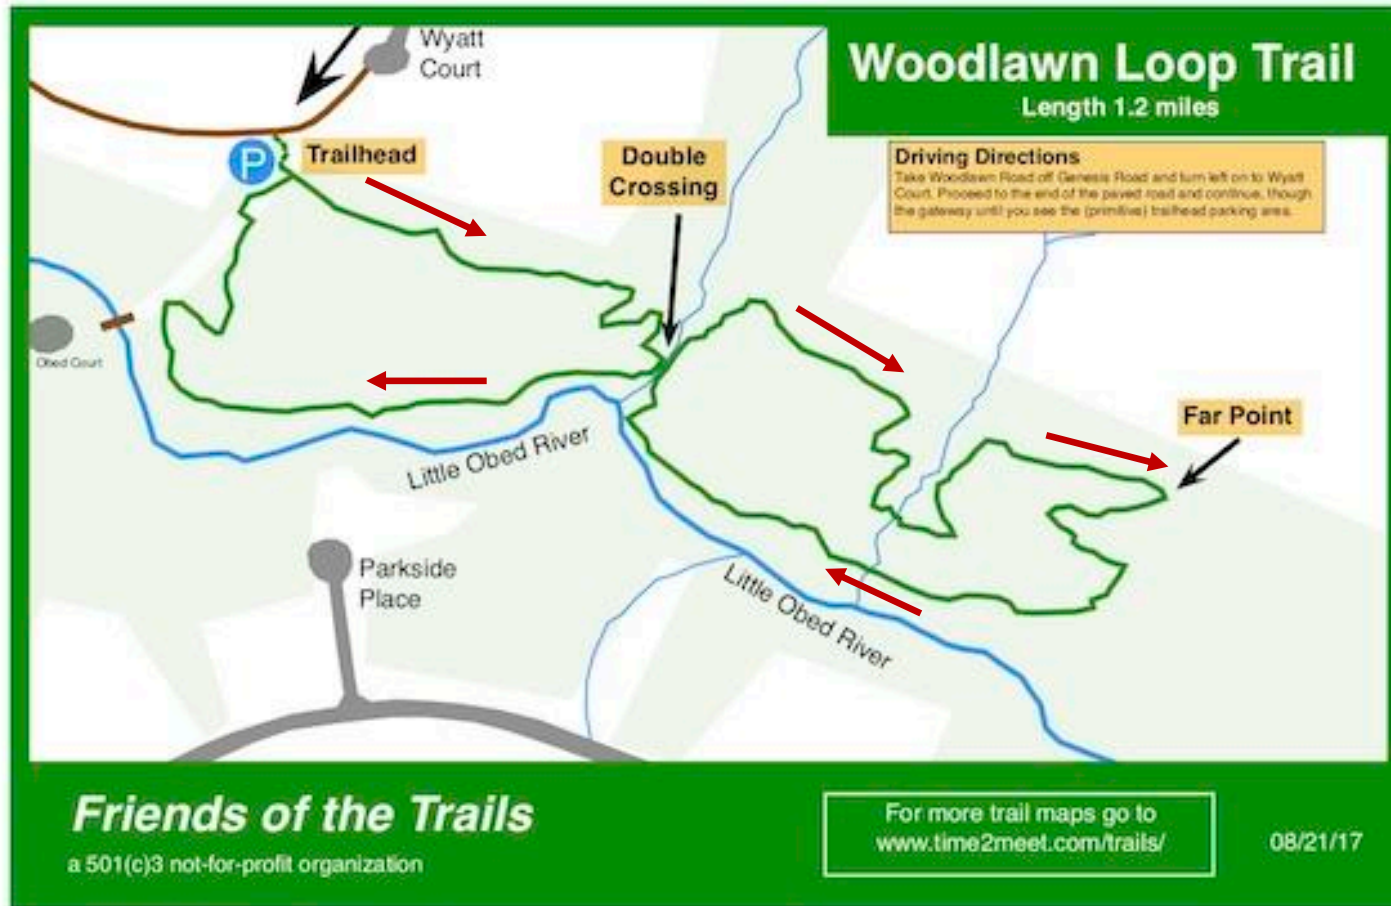 Woodlawn Loop Trail
Length 1.2 miles
Wyatt
Court
P
Trailhead
Double
Crossing
Driving Directions
Take Woodlawn Road off Genesis Road and turn left on to Wyatt
Court. Proceed to the end of the paved road and continue, though
the gateway until you see the (primitive) trailhead parking area.
Obed Court
Far Point
Little Obed River
Parkside
Place
Little Obed River
Friends of the Trails
a 501(c)3 not-for-profit organization
For more trail maps go to
www.time2meet.com/trails/
08/21/17